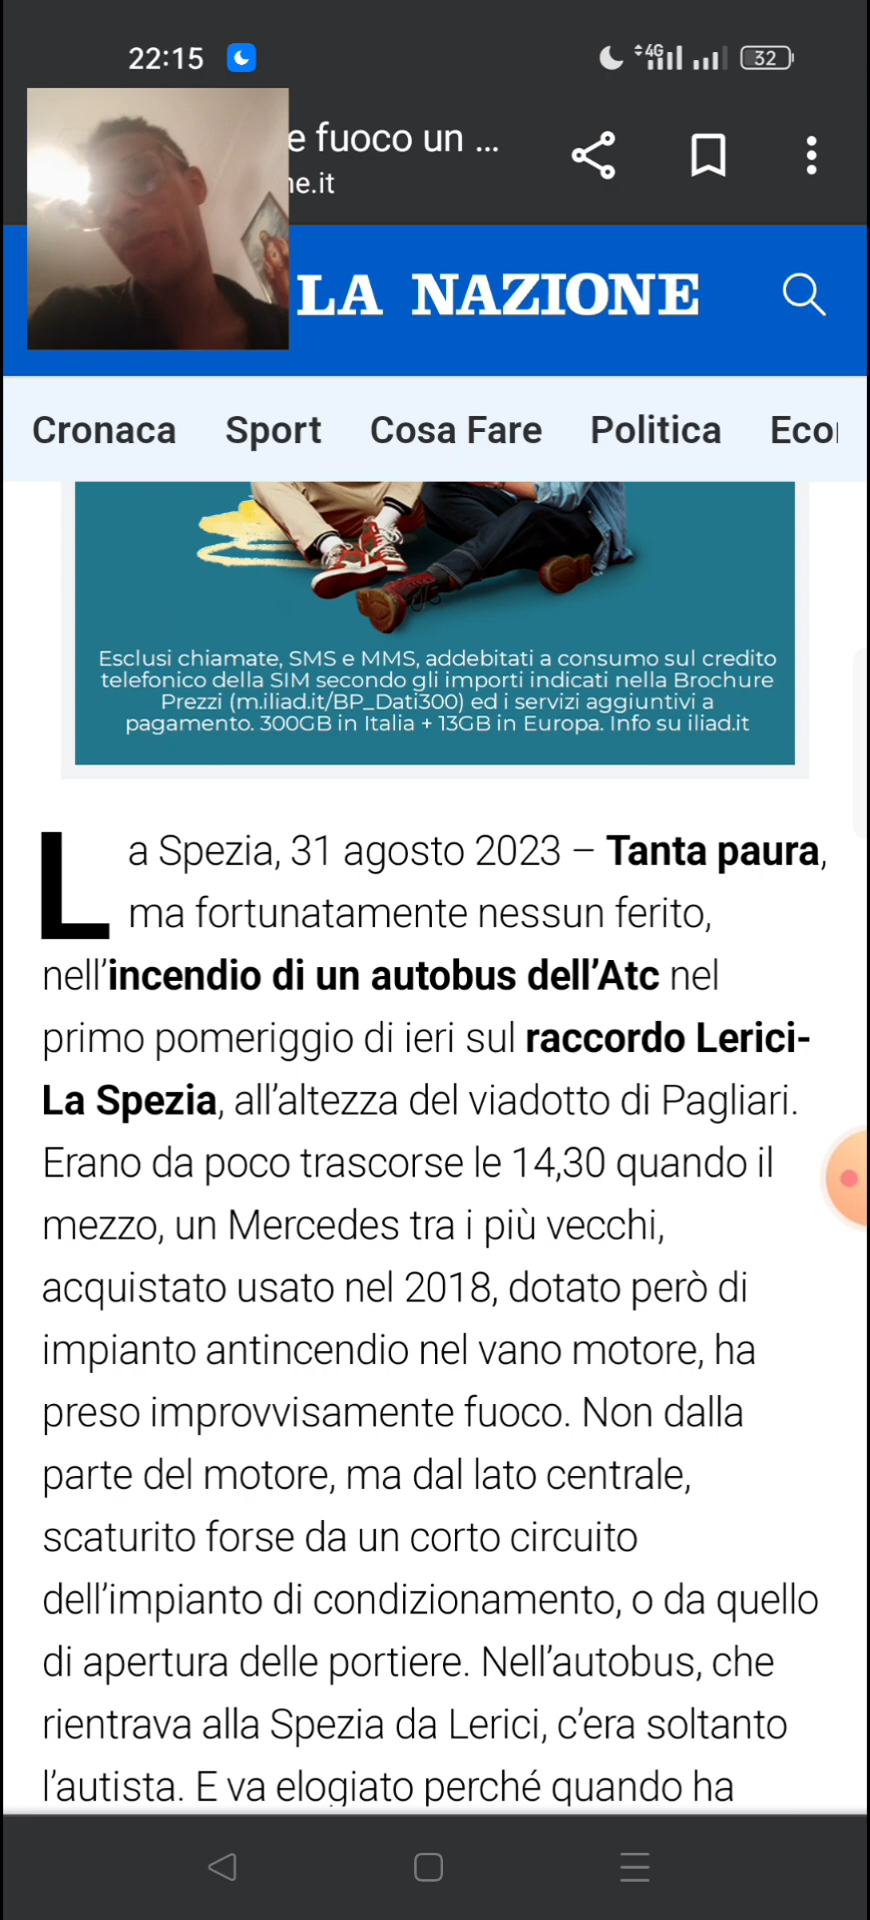 22:15
4G
32
e fuoco un ...
ne.it
LA NAZIONE
Cronaca Sport Cosa Fare Politica Eco
Esclusi chiamate, SMS e MMS, addebitati a consumo sul credito
telefonico della SIM secondo gli importi indicati nella Brochure
Prezzi (m.iliad.it/BP_Dati300) ed i servizi aggiuntivi a
pagamento. 300GB in Italia + 13GB in Europa. Info su iliad.it
La Spezia, 31 agosto 2023 – Tanta paura,
ma fortunatamente nessun ferito,
nell’incendio di un autobus dell’Atc nel
primo pomeriggio di ieri sul raccordo Lerici-
La Spezia, all’altezza del viadotto di Pagliari.
Erano da poco trascorse le 14,30 quando il
mezzo, un Mercedes tra i più vecchi,
acquistato usato nel 2018, dotato però di
impianto antincendio nel vano motore, ha
preso improvvisamente fuoco. Non dalla
parte del motore, ma dal lato centrale,
scaturito forse da un corto circuito
dell’impianto di condizionamento, o da quello
di apertura delle portiere. Nell’autobus, che
rientrava alla Spezia da Lerici, c’era soltanto
l’autista. E va elogiato perché quando ha